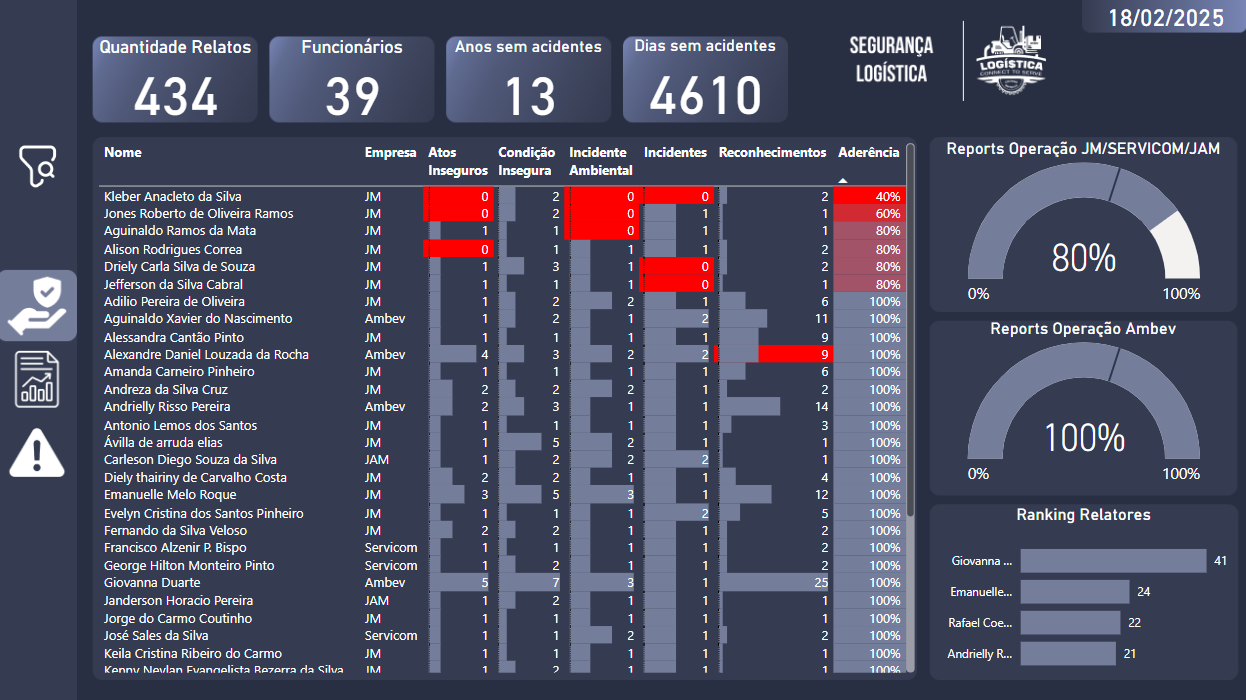 18/02/2025
Quantidade Relatos
434
Funcionários
39
Anos sem acidentes
13
Dias sem acidentes
4610
SEGURANÇA
LOGÍSTICA
LOGÍSTICA
CONNECT TO SERVE
Nome Empresa Atos Inseguros Condição Insegura Incidente Ambiental Incidentes Reconhecimentos Aderência
Kleber Anacleto da Silva JM 0 2 0 0 2 40%
Jones Roberto de Oliveira Ramos JM 0 2 0 1 1 60%
Aguinaldo Ramos da Mata JM 1 1 0 1 1 80%
Alison Rodrigues Correa JM 0 1 1 1 2 80%
Driely Carla Silva de Souza JM 1 3 1 0 2 80%
Jefferson da Silva Cabral JM 1 1 1 0 1 80%
Adilio Pereira de Oliveira JM 1 2 2 1 6 100%
Aguinaldo Xavier do Nascimento Ambev 1 2 1 2 11 100%
Alessandra Cantão Pinto JM 1 1 1 1 9 100%
Alexandre Daniel Louzada da Rocha Ambev 4 3 2 2 9 100%
Amanda Carneiro Pinheiro JM 1 1 1 1 6 100%
Andreza da Silva Cruz JM 2 2 2 1 2 100%
Andrielly Risso Pereira Ambev 2 3 1 1 14 100%
Antonio Lemos dos Santos JM 1 1 1 1 3 100%
Ávilla de arruda elias JM 1 5 2 1 1 100%
Carleson Diego Souza da Silva JAM 1 2 2 2 1 100%
Diely thairiny de Carvalho Costa JM 2 2 1 1 4 100%
Emanuelle Melo Roque JM 3 5 3 1 12 100%
Evelyn Cristina dos Santos Pinheiro JM 1 1 1 2 5 100%
Fernando da Silva Veloso JM 2 2 1 1 2 100%
Francisco Alzenir P. Bispo Servicom 1 1 1 1 2 100%
George Hilton Monteiro Pinto Servicom 1 2 1 1 1 100%
Giovanna Duarte Ambev 5 7 3 1 25 100%
Janderson Horacio Pereira JAM 1 2 1 1 1 100%
Jorge do Carmo Coutinho JM 1 1 1 1 1 100%
José Sales da Silva Servicom 1 1 2 1 2 100%
Keila Cristina Ribeiro do Carmo JM 1 1 1 1 1 100%
Kenny Neylan Evangelista Bezerra da Silva JM 1 2 1 1 1 100%
Reports Operação JM/SERVICOM/JAM
80%
0% 100%
Reports Operação Ambev
100%
0% 100%
Ranking Relatores
Giovanna ... 41
Emanuelle... 24
Rafael Coe... 22
Andrielly R... 21